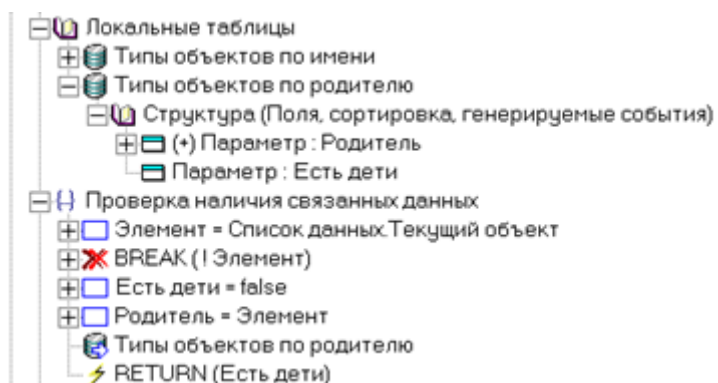 Локальные таблицы
Типы объектов по имени
Типы объектов по родителю
Структура (Поля, сортировка, генерируемые события)
(+) Параметр : Родитель
Параметр : Есть дети
Проверка наличия связанных данных
Элемент = Список данных.Текущий объект
BREAK (! Элемент)
Есть дети = false
Родитель = Элемент
Типы объектов по родителю
RETURN (Есть дети)